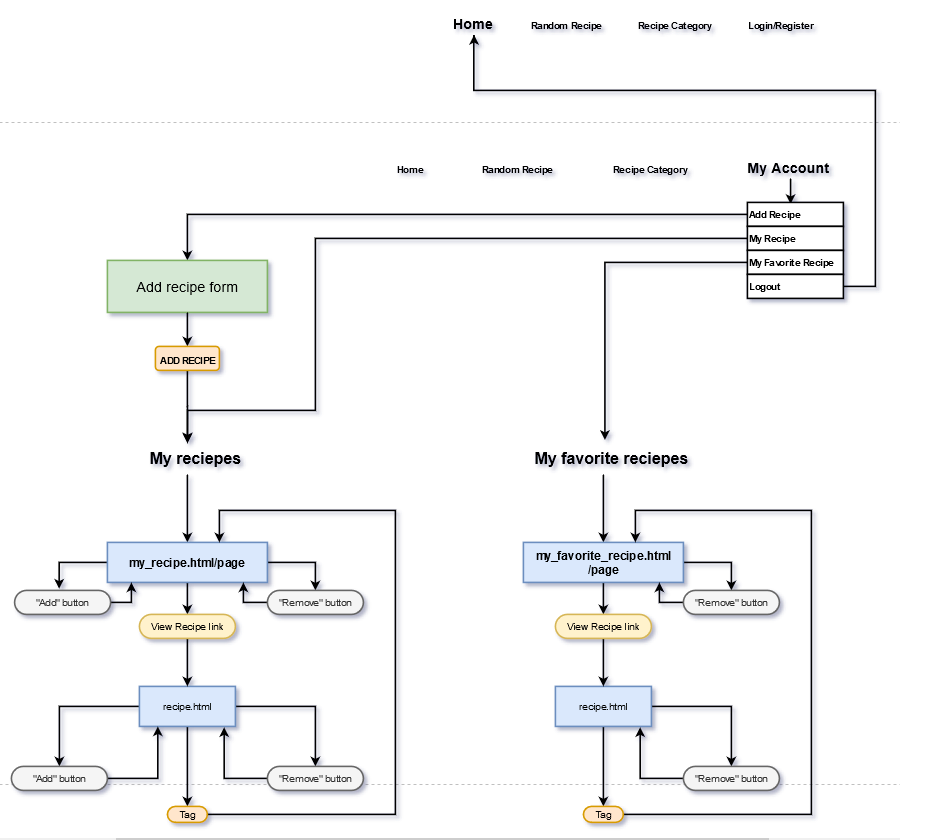 Home
Random Recipe
Recipe Category
Login/Register
Home
Random Recipe
Recipe Category
My Account
Add Recipe
My Recipe
My Favorite Recipe
Logout
Add recipe form
ADD RECIPE
My reciepes
My favorite reciepes
my_recipe.html/page
my_favorite_recipe.html
/page
"Add" button
"Remove" button
"Remove" button
View Recipe link
View Recipe link
recipe.html
recipe.html
"Add" button
"Remove" button
"Remove" button
Tag
Tag